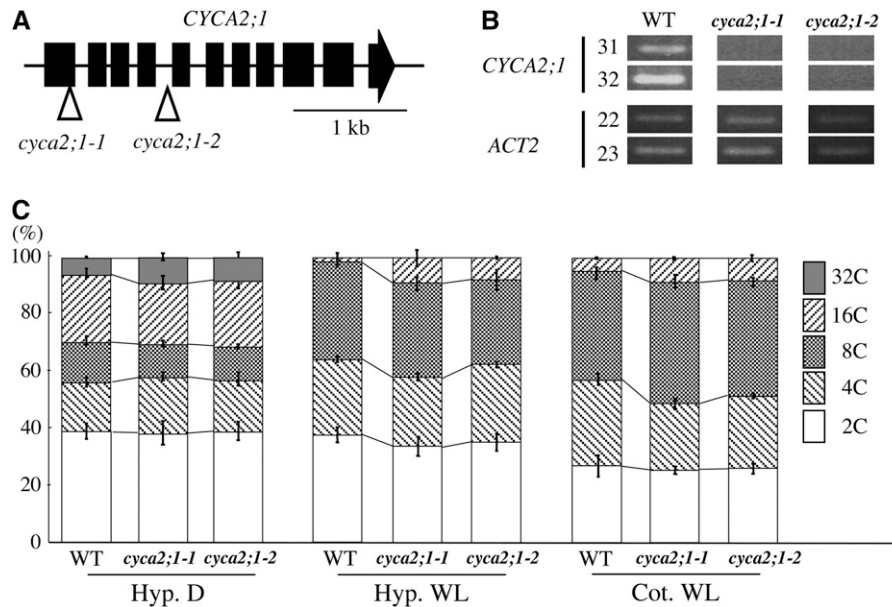 A
CYCA2;1
cyca2;1-1
cyca2;1-2
1 kb
B
WT
cyca2;1-1
cyca2;1-2
CYCA2;1
31
32
ACT2
22
23
C
(%)
100
80
60
40
20
0
32C
16C
8C
4C
2C
WT cyca2;1-1 cyca2;1-2
Hyp. D
WT cyca2;1-1 cyca2;1-2
Hyp. WL
WT cyca2;1-1 cyca2;1-2
Cot. WL